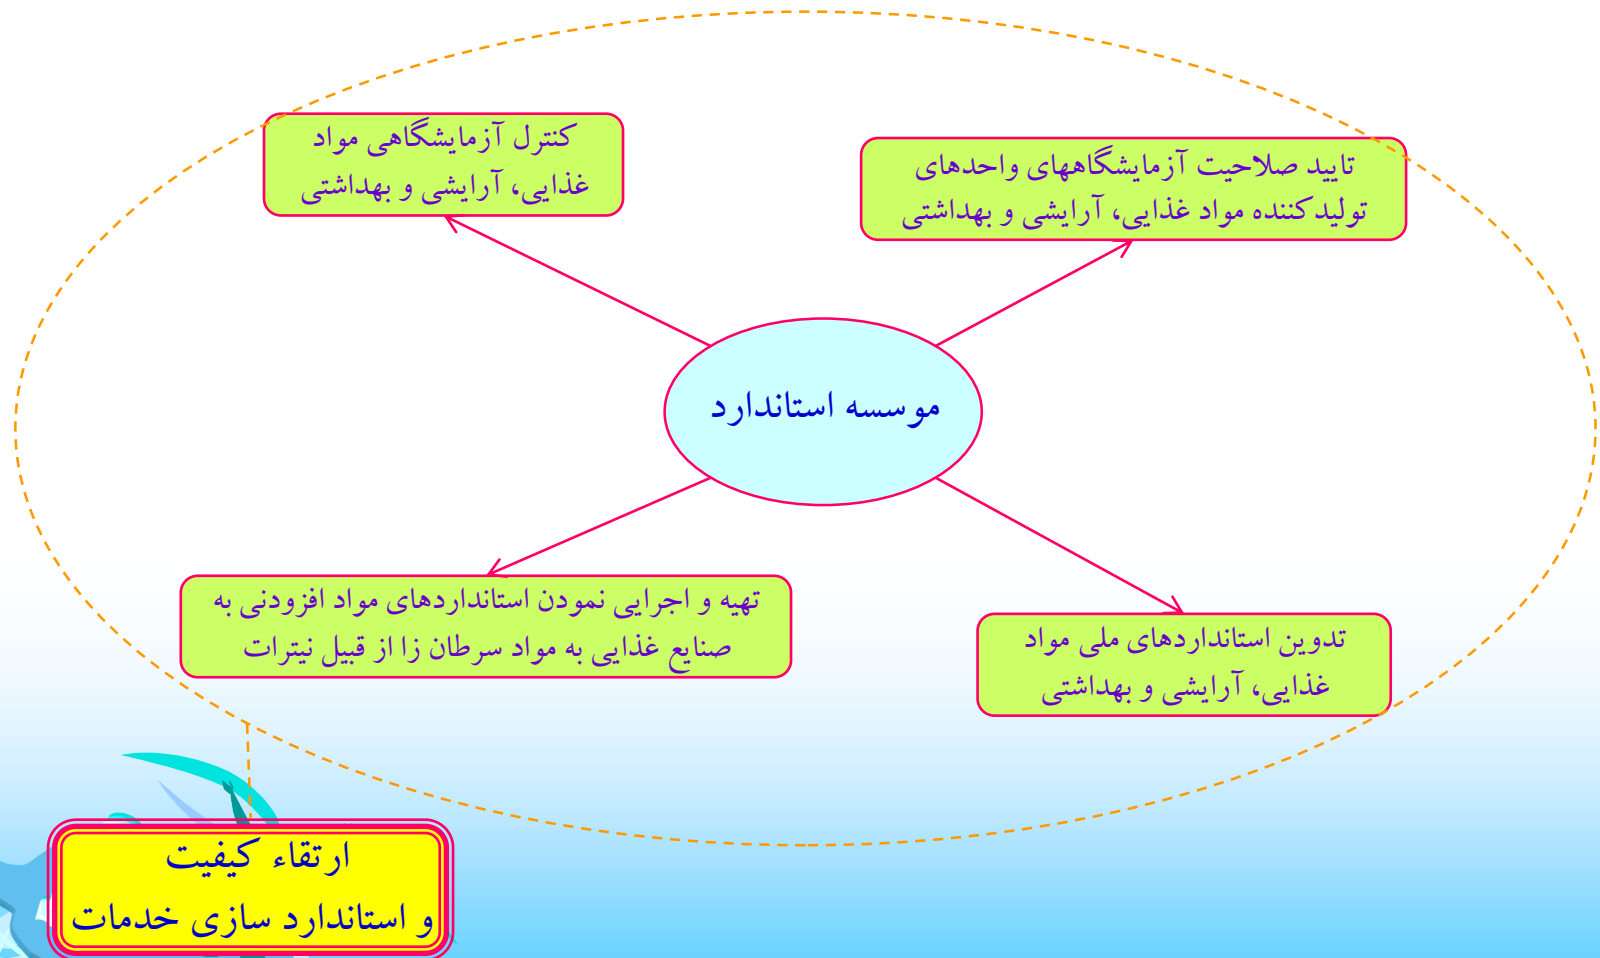 تایید صلاحیت آزمایشگاههای واحدهای
تولیدکننده مواد غذایی، آرایشی و بهداشتی
کنترل آزمایشگاهی مواد
غذایی، آرایشی و بهداشتی
موسسه استاندارد
تدوین استانداردهای ملی مواد
غذایی، آرایشی و بهداشتی
تهیه و اجرایی نمودن استانداردهای مواد افزودنی به
صنایع غذایی به مواد سرطان زا از قبیل نیترات
ارتقاء کیفیت
و استاندارد سازی خدمات